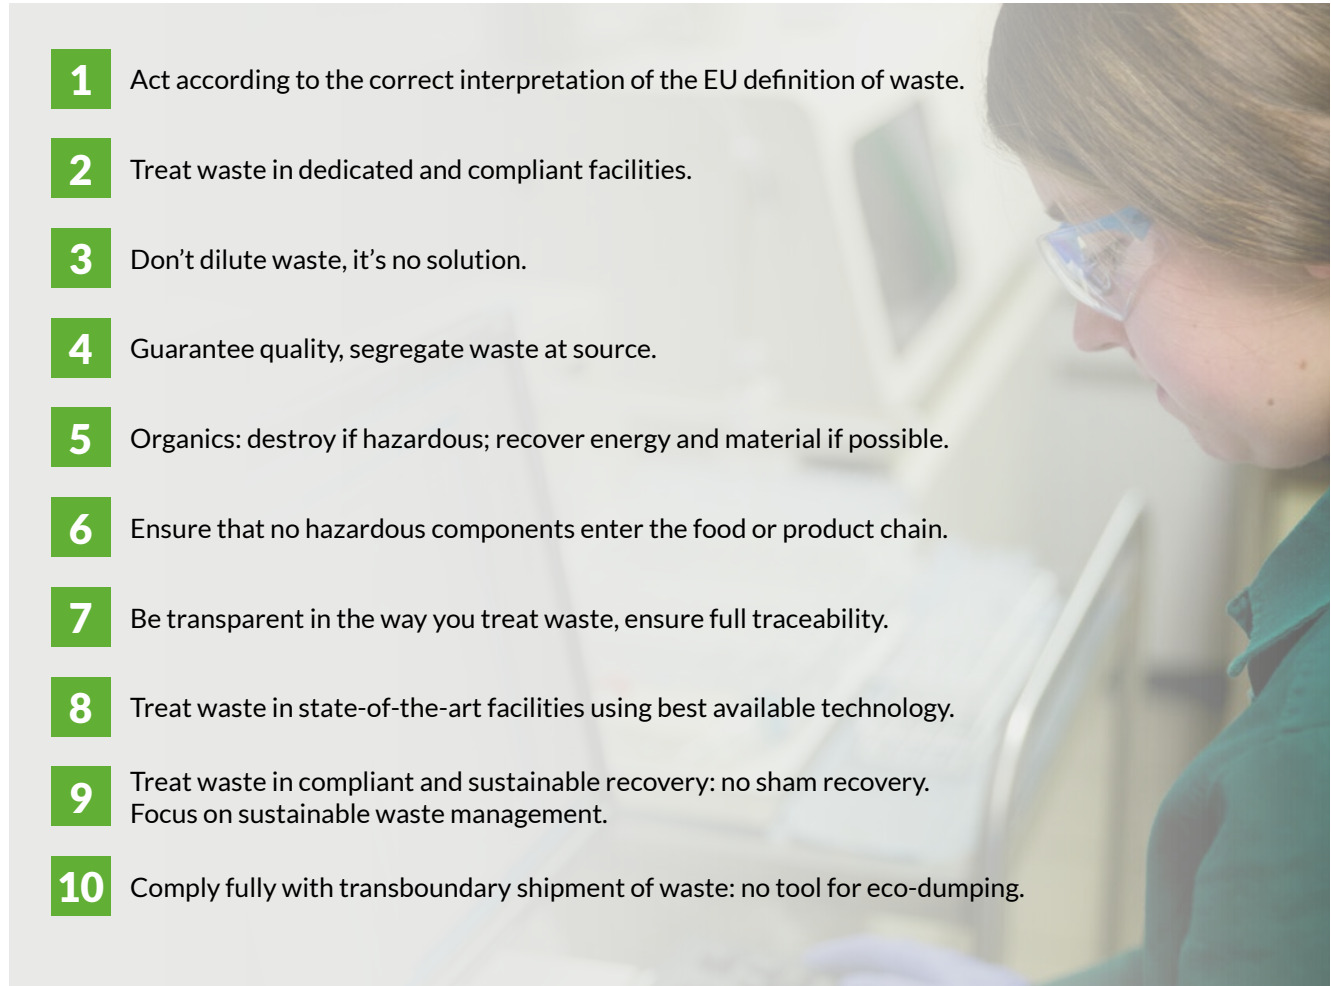 1 Act according to the correct interpretation of the EU definition of waste.
2 Treat waste in dedicated and compliant facilities.
3 Don’t dilute waste, it’s no solution.
4 Guarantee quality, segregate waste at source.
5 Organics: destroy if hazardous; recover energy and material if possible.
6 Ensure that no hazardous components enter the food or product chain.
7 Be transparent in the way you treat waste, ensure full traceability.
8 Treat waste in state-of-the-art facilities using best available technology.
9 Treat waste in compliant and sustainable recovery: no sham recovery.
Focus on sustainable waste management.
10 Comply fully with transboundary shipment of waste: no tool for eco-dumping.